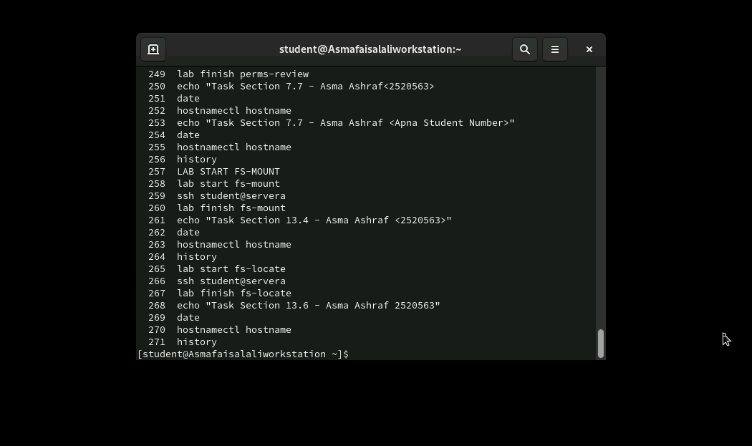 student@Asmafaisalaliworkstation:~
249 lab finish perms-review
250 echo "Task Section 7.7 - Asma Ashraf<2520563>
251 date
252 hostnamectl hostname
253 echo "Task Section 7.7 - Asma Ashraf <Apna Student Number>"
254 date
255 hostnamectl hostname
256 history
257 LAB START FS-MOUNT
258 lab start fs-mount
259 ssh student@servera
260 lab finish fs-mount
261 echo "Task Section 13.4 - Asma Ashraf <2520563>"
262 date
263 hostnamectl hostname
264 history
265 lab start fs-locate
266 ssh student@servera
267 lab finish fs-locate
268 echo "Task Section 13.6 - Asma Ashraf 2520563"
269 date
270 hostnamectl hostname
271 history
[student@Asmafaisalaliworkstation ~]$